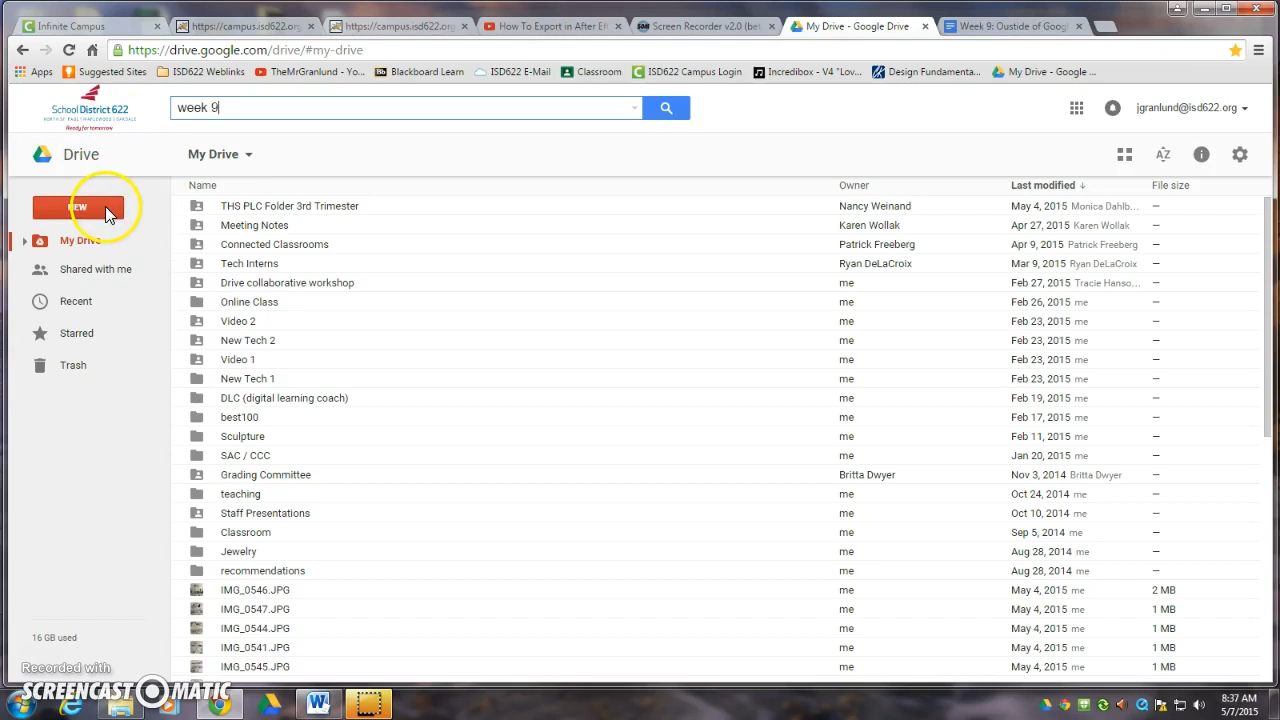 Infinite Campus
https://campus.isd622.org
https://campus.isd622.org
How To Export in After Ef
Screen Recorder v2.0 (bet
My Drive - Google Drive
Week 9: Oustide of Goog
https://drive.google.com/drive/#my-drive
Apps
Suggested Sites
ISD622 Weblinks
TheMrGranlund - Yo...
Bb Blackboard Learn
ISD622 E-Mail
Classroom
ISD622 Campus Login
Incredibox - V4 "Lov...
Design Fundamenta...
My Drive - Google ...
School District 622
Ready for tomorrow
week 9
jgranlund@isd622.org
Drive
My Drive
AZ
NEW
My Drive
Shared with me
Recent
Starred
Trash
16 GB used
Name Owner Last modified ↓ File size
THS PLC Folder 3rd Trimester Nancy Weinand May 4, 2015 Monica Dahlb... —
Meeting Notes Karen Wollak Apr 27, 2015 Karen Wollak —
Connected Classrooms Patrick Freeberg Apr 9, 2015 Patrick Freeberg —
Tech Interns Ryan DeLaCroix Mar 9, 2015 Ryan DeLaCroix —
Drive collaborative workshop me Feb 27, 2015 Tracie Hanso... —
Online Class me Feb 26, 2015 me —
Video 2 me Feb 23, 2015 me —
New Tech 2 me Feb 23, 2015 me —
Video 1 me Feb 23, 2015 me —
New Tech 1 me Feb 23, 2015 me —
DLC (digital learning coach) me Feb 19, 2015 me —
best100 me Feb 17, 2015 me —
Sculpture me Feb 11, 2015 me —
SAC / CCC me Jan 20, 2015 me —
Grading Committee Britta Dwyer Nov 3, 2014 Britta Dwyer —
teaching me Oct 24, 2014 me —
Staff Presentations me Oct 10, 2014 me —
Classroom me Sep 5, 2014 me —
Jewelry me Aug 28, 2014 me —
recommendations me Aug 28, 2014 me —
IMG_0546.JPG me May 4, 2015 me 2 MB
IMG_0547.JPG me May 4, 2015 me 1 MB
IMG_0544.JPG me May 4, 2015 me 1 MB
IMG_0541.JPG me May 4, 2015 me 1 MB
IMG_0545.JPG me May 4, 2015 me 1 MB
Recorded with
SCREENCAST MATIC
8:37 AM
5/7/2015